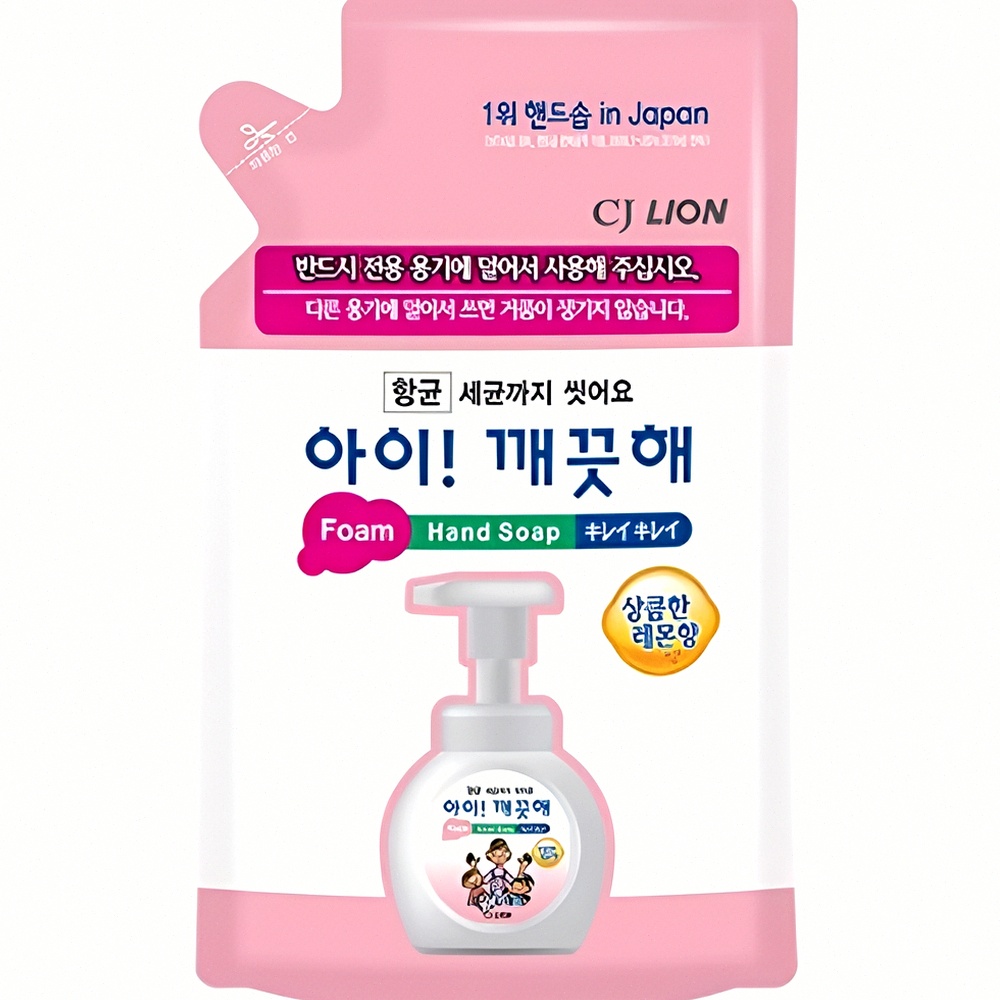 1위 핸드솝 in Japan
CJ LION
반드시 전용 용기에 덜어서 사용해 주십시오.
다른 용기에 덜어서 쓰면 거품이 생기지 않습니다.
항균 세균까지 씻어요
아이! 깨끗해
Foam Hand Soap キレイキレイ
상큼한
레몬향
아이! 깨끗해